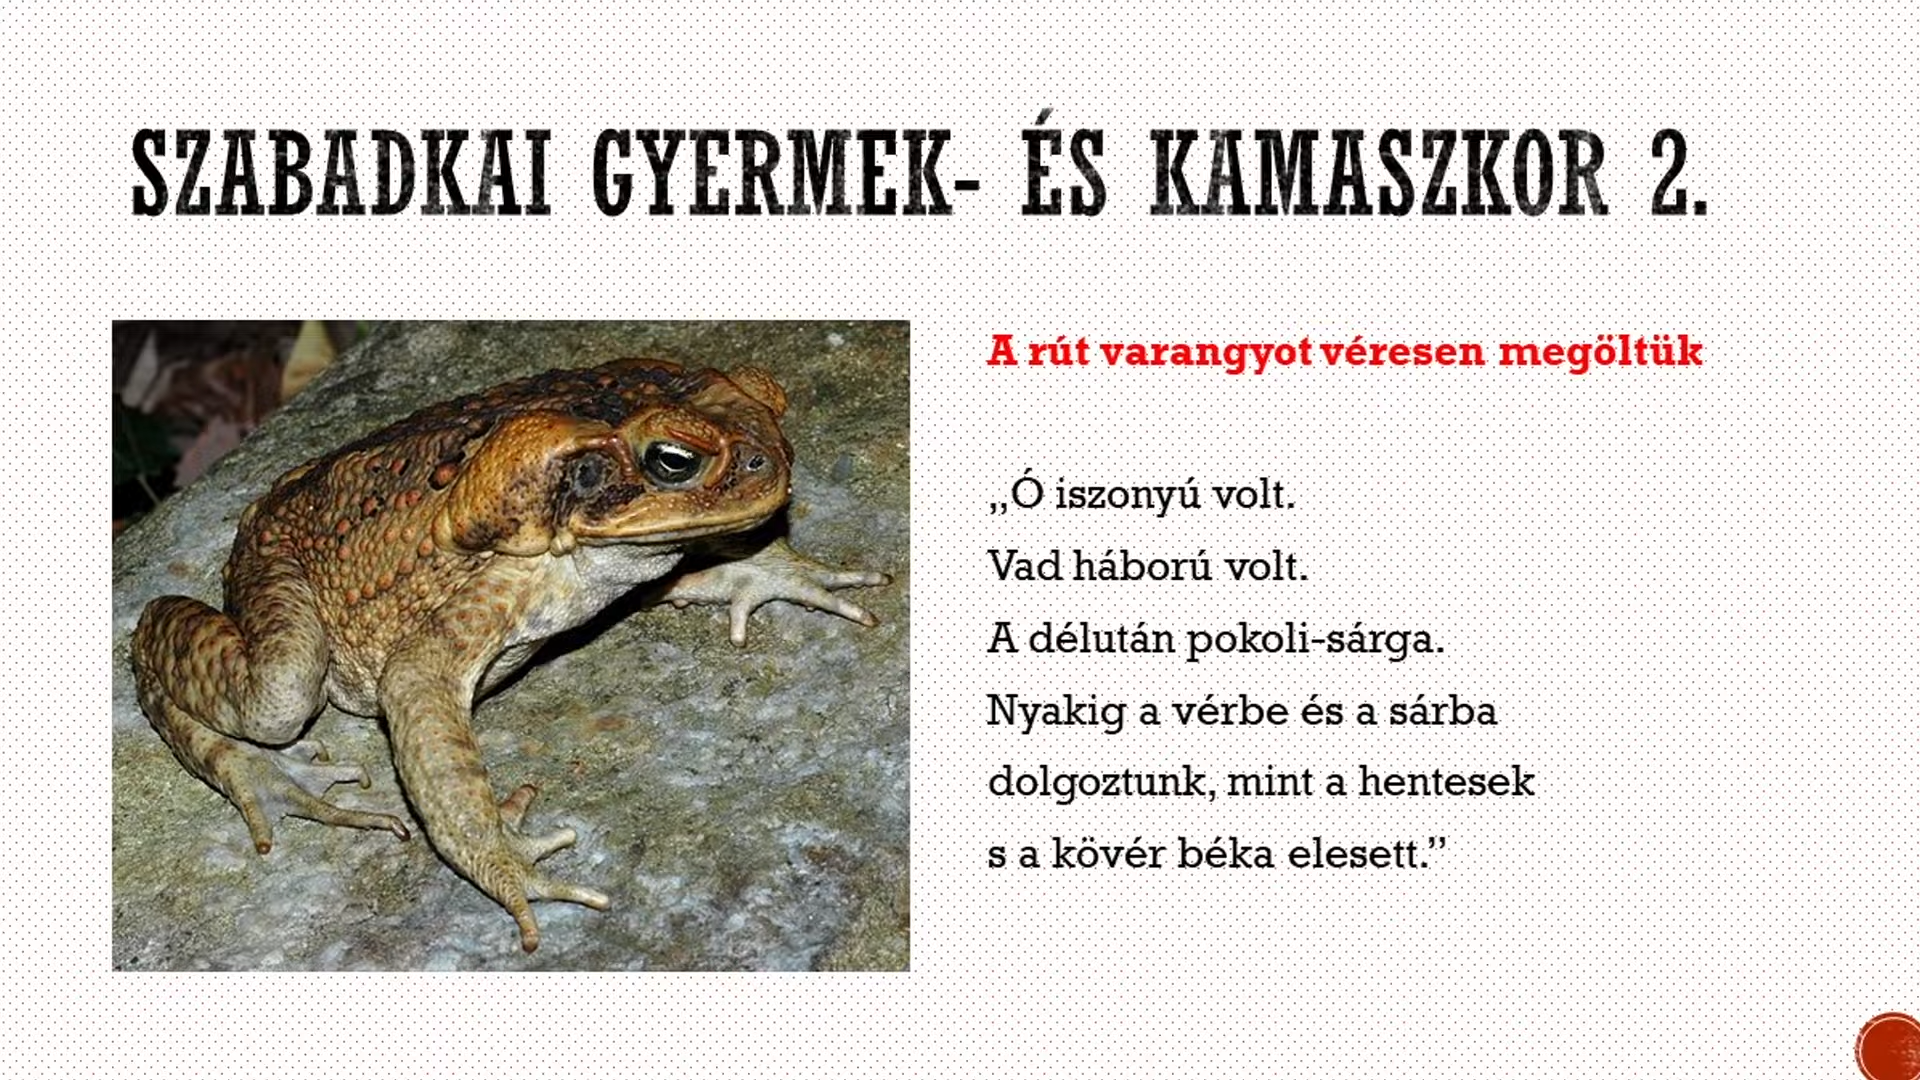 SZABADKAI GYERMEK- ÉS KAMASZKOR 2.
A rút varangyot véresen megöltük
„Ó iszonyú volt.
Vad háború volt.
A délután pokoli-sárga.
Nyakig a vérbe és a sárba
dolgoztunk, mint a hentesek
s a kövér béka elesett.”